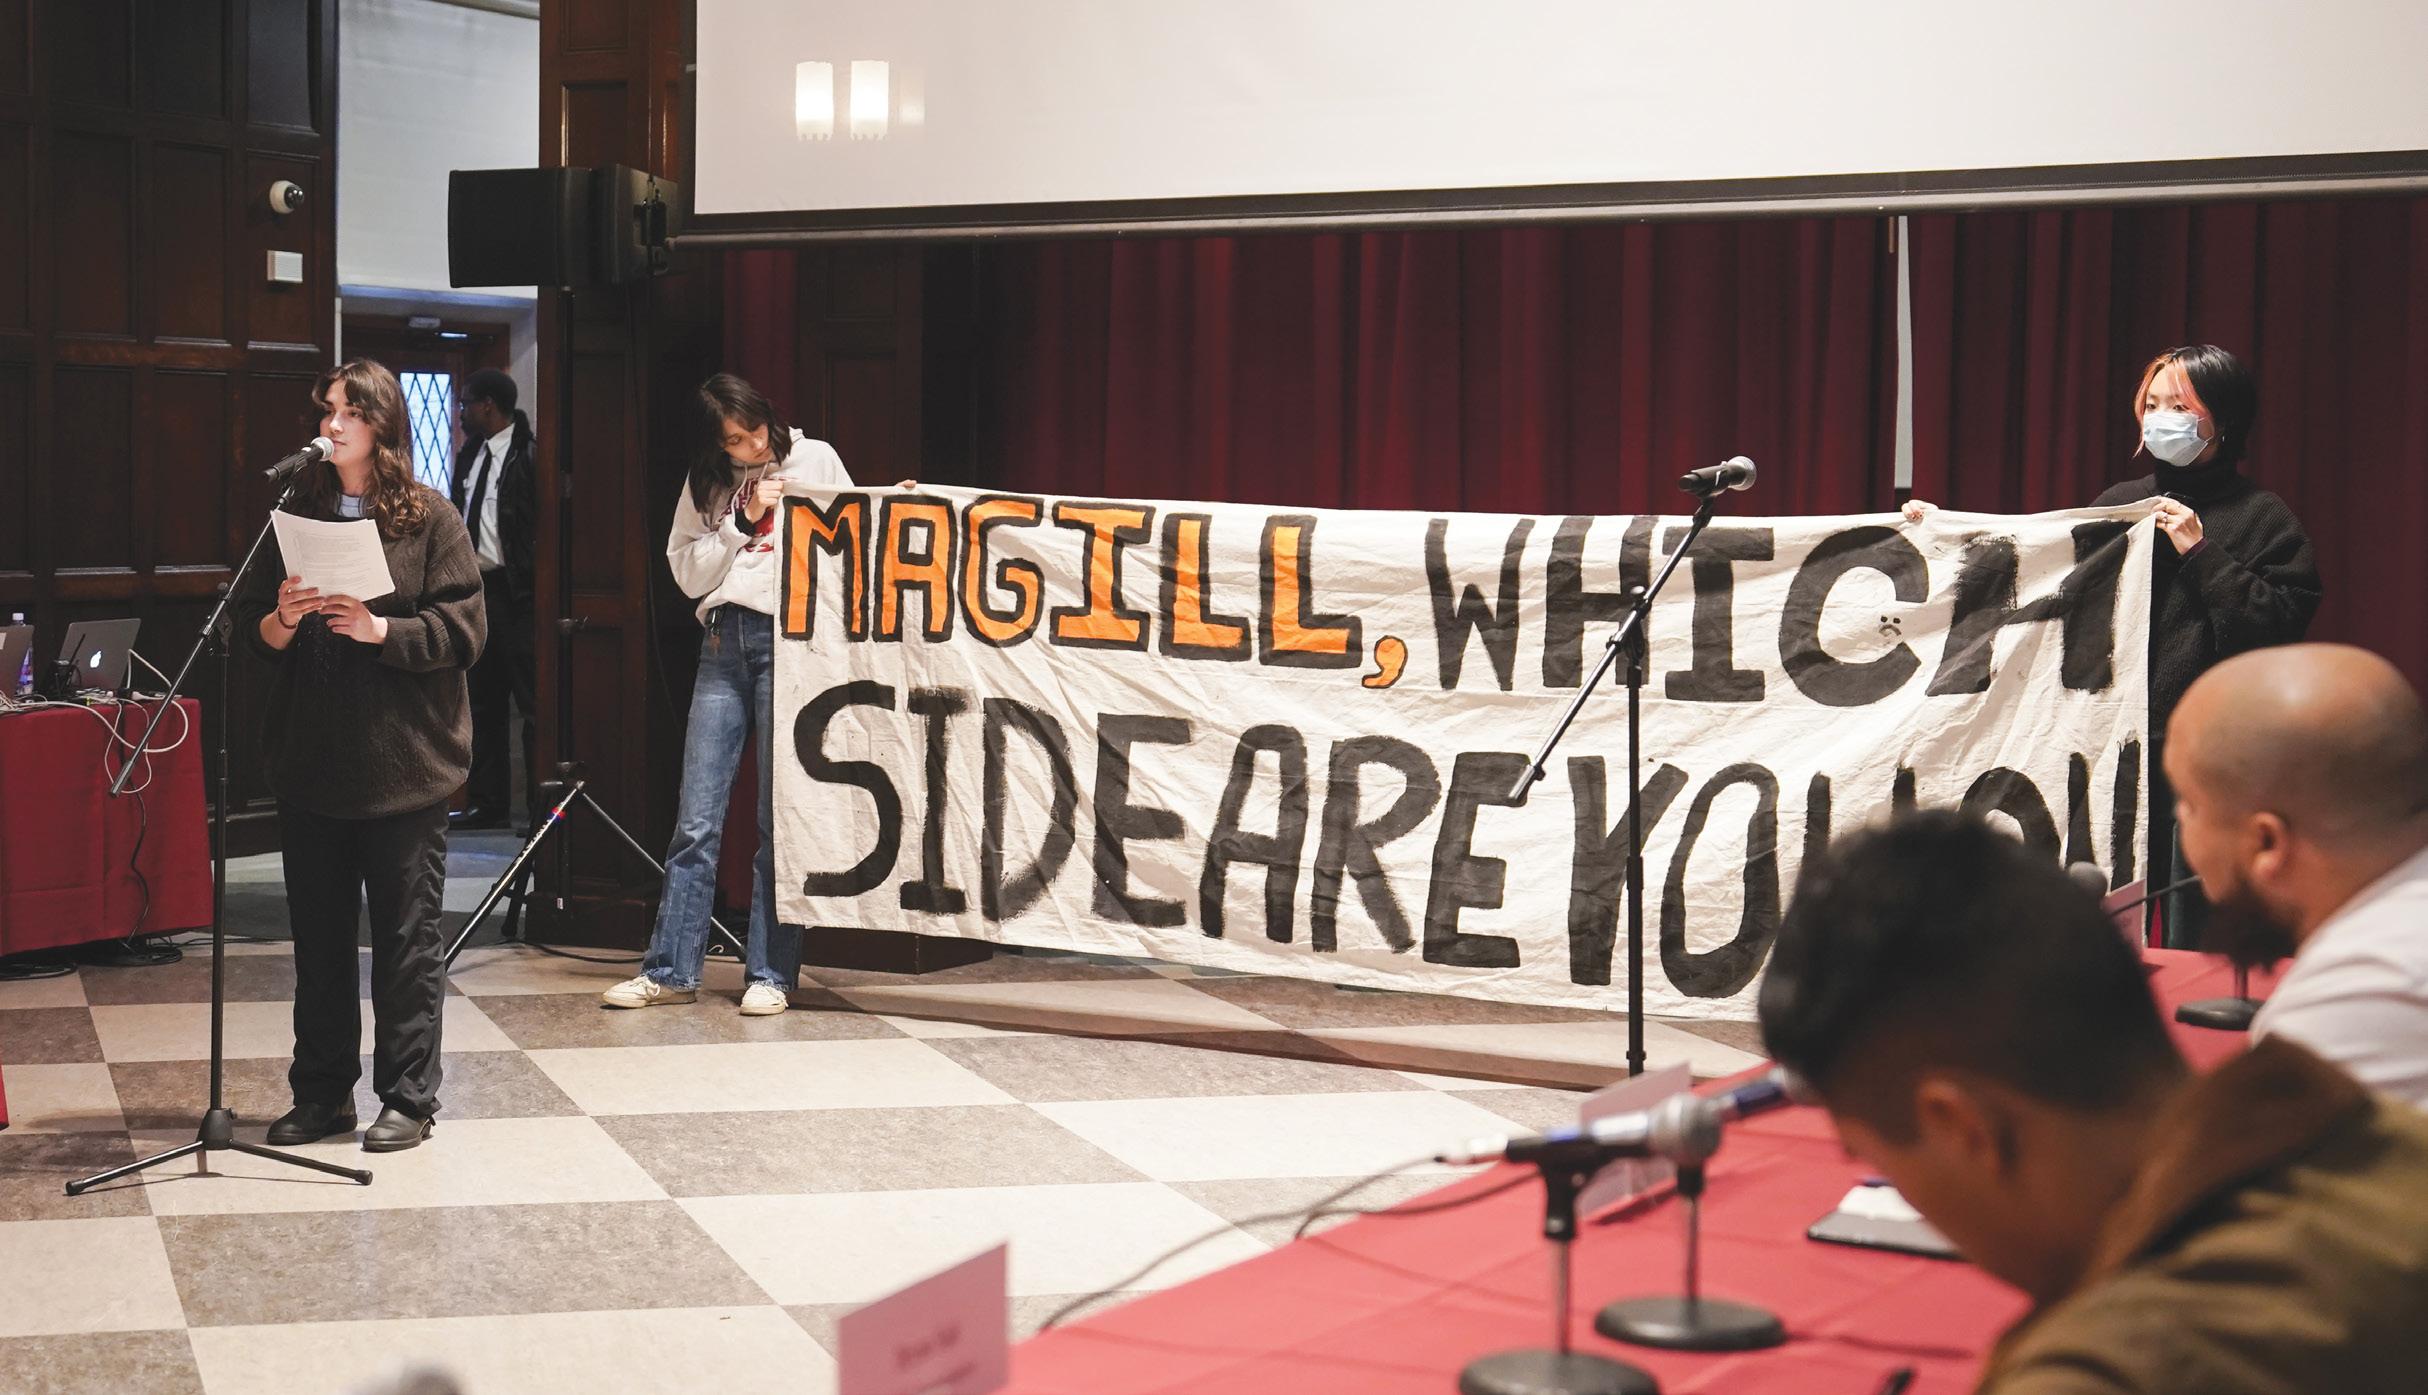 MAGILL, WHICH
SIDE ARE YOU ON